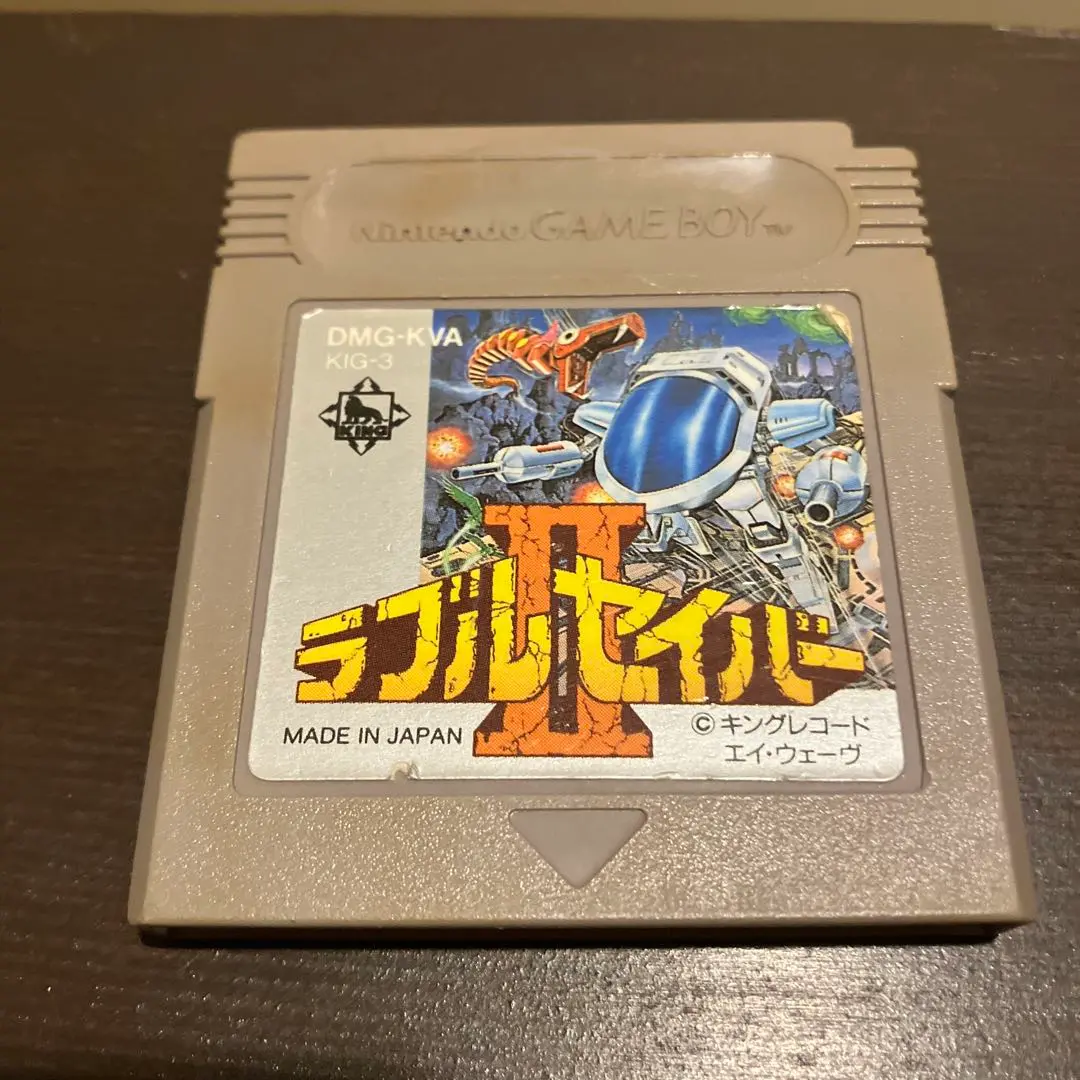 Nintendo GAME BOY™
DMG-KVA
KIG-3
KING
II
ラブルセイバー
MADE IN JAPAN
©キングレコード
エイ・ウェーヴ